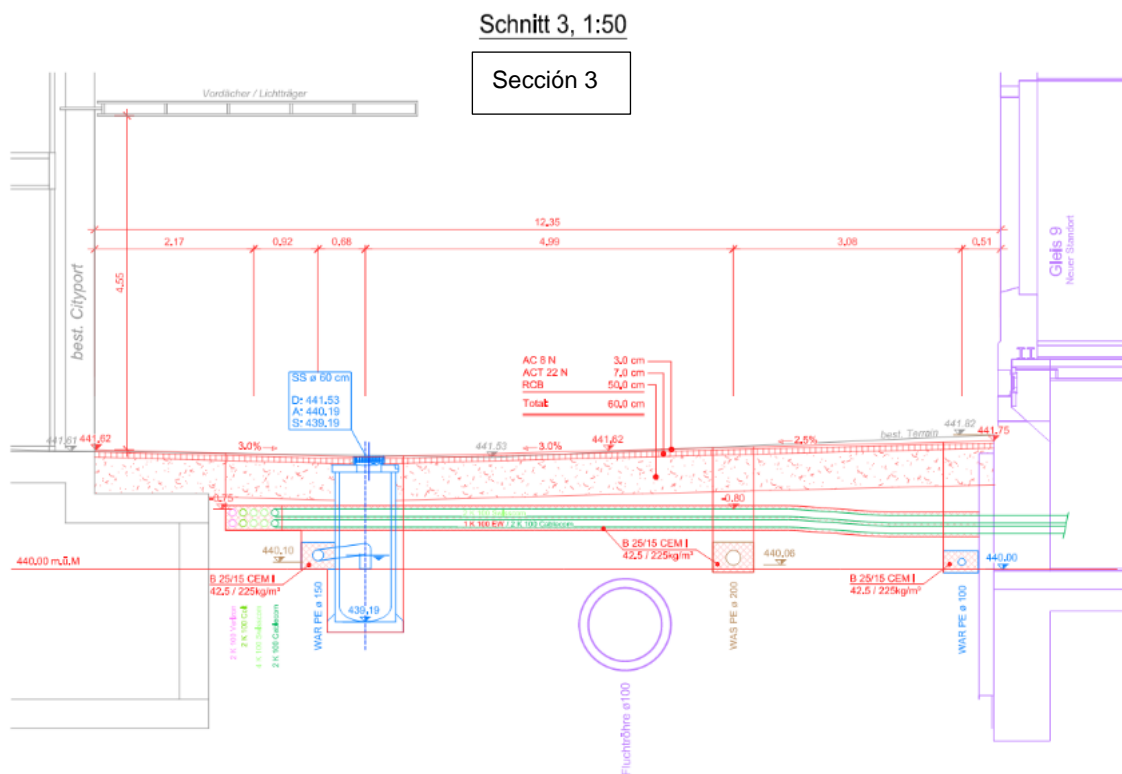 Schnitt 3, 1:50
Sección 3
Vordächer / Lichtträger
12.35
2.17
0.92
0.68
4.99
3.08
0.51
4.55
best. Cityport
Gleis 9
Neuer Standort
SS ø 60 cm
D: 441.53
A: 440.19
S: 439.19
AC 8 N 3.0 cm
ACT 22 N 7.0 cm
RCB 50.0 cm
Total: 60.0 cm
441.61
441.62
3.0%
441.53
3.0%
441.62
2.5%
best. Terrain
441.82
441.75
-0.75
-0.80
1 K 100 EW / 2 K 100 Cablecom
440.00 m.ü.M
440.10
B 25/15 CEM I
42.5 / 225kg/m³
B 25/15 CEM I
42.5 / 225kg/m³
440.06
B 25/15 CEM I
42.5 / 225kg/m³
440.00
439.19
2 K 100 Cablecom
WAR PE ø 150
WAS PE ø 200
WAR PE ø 100
Fluchtröhre ø100